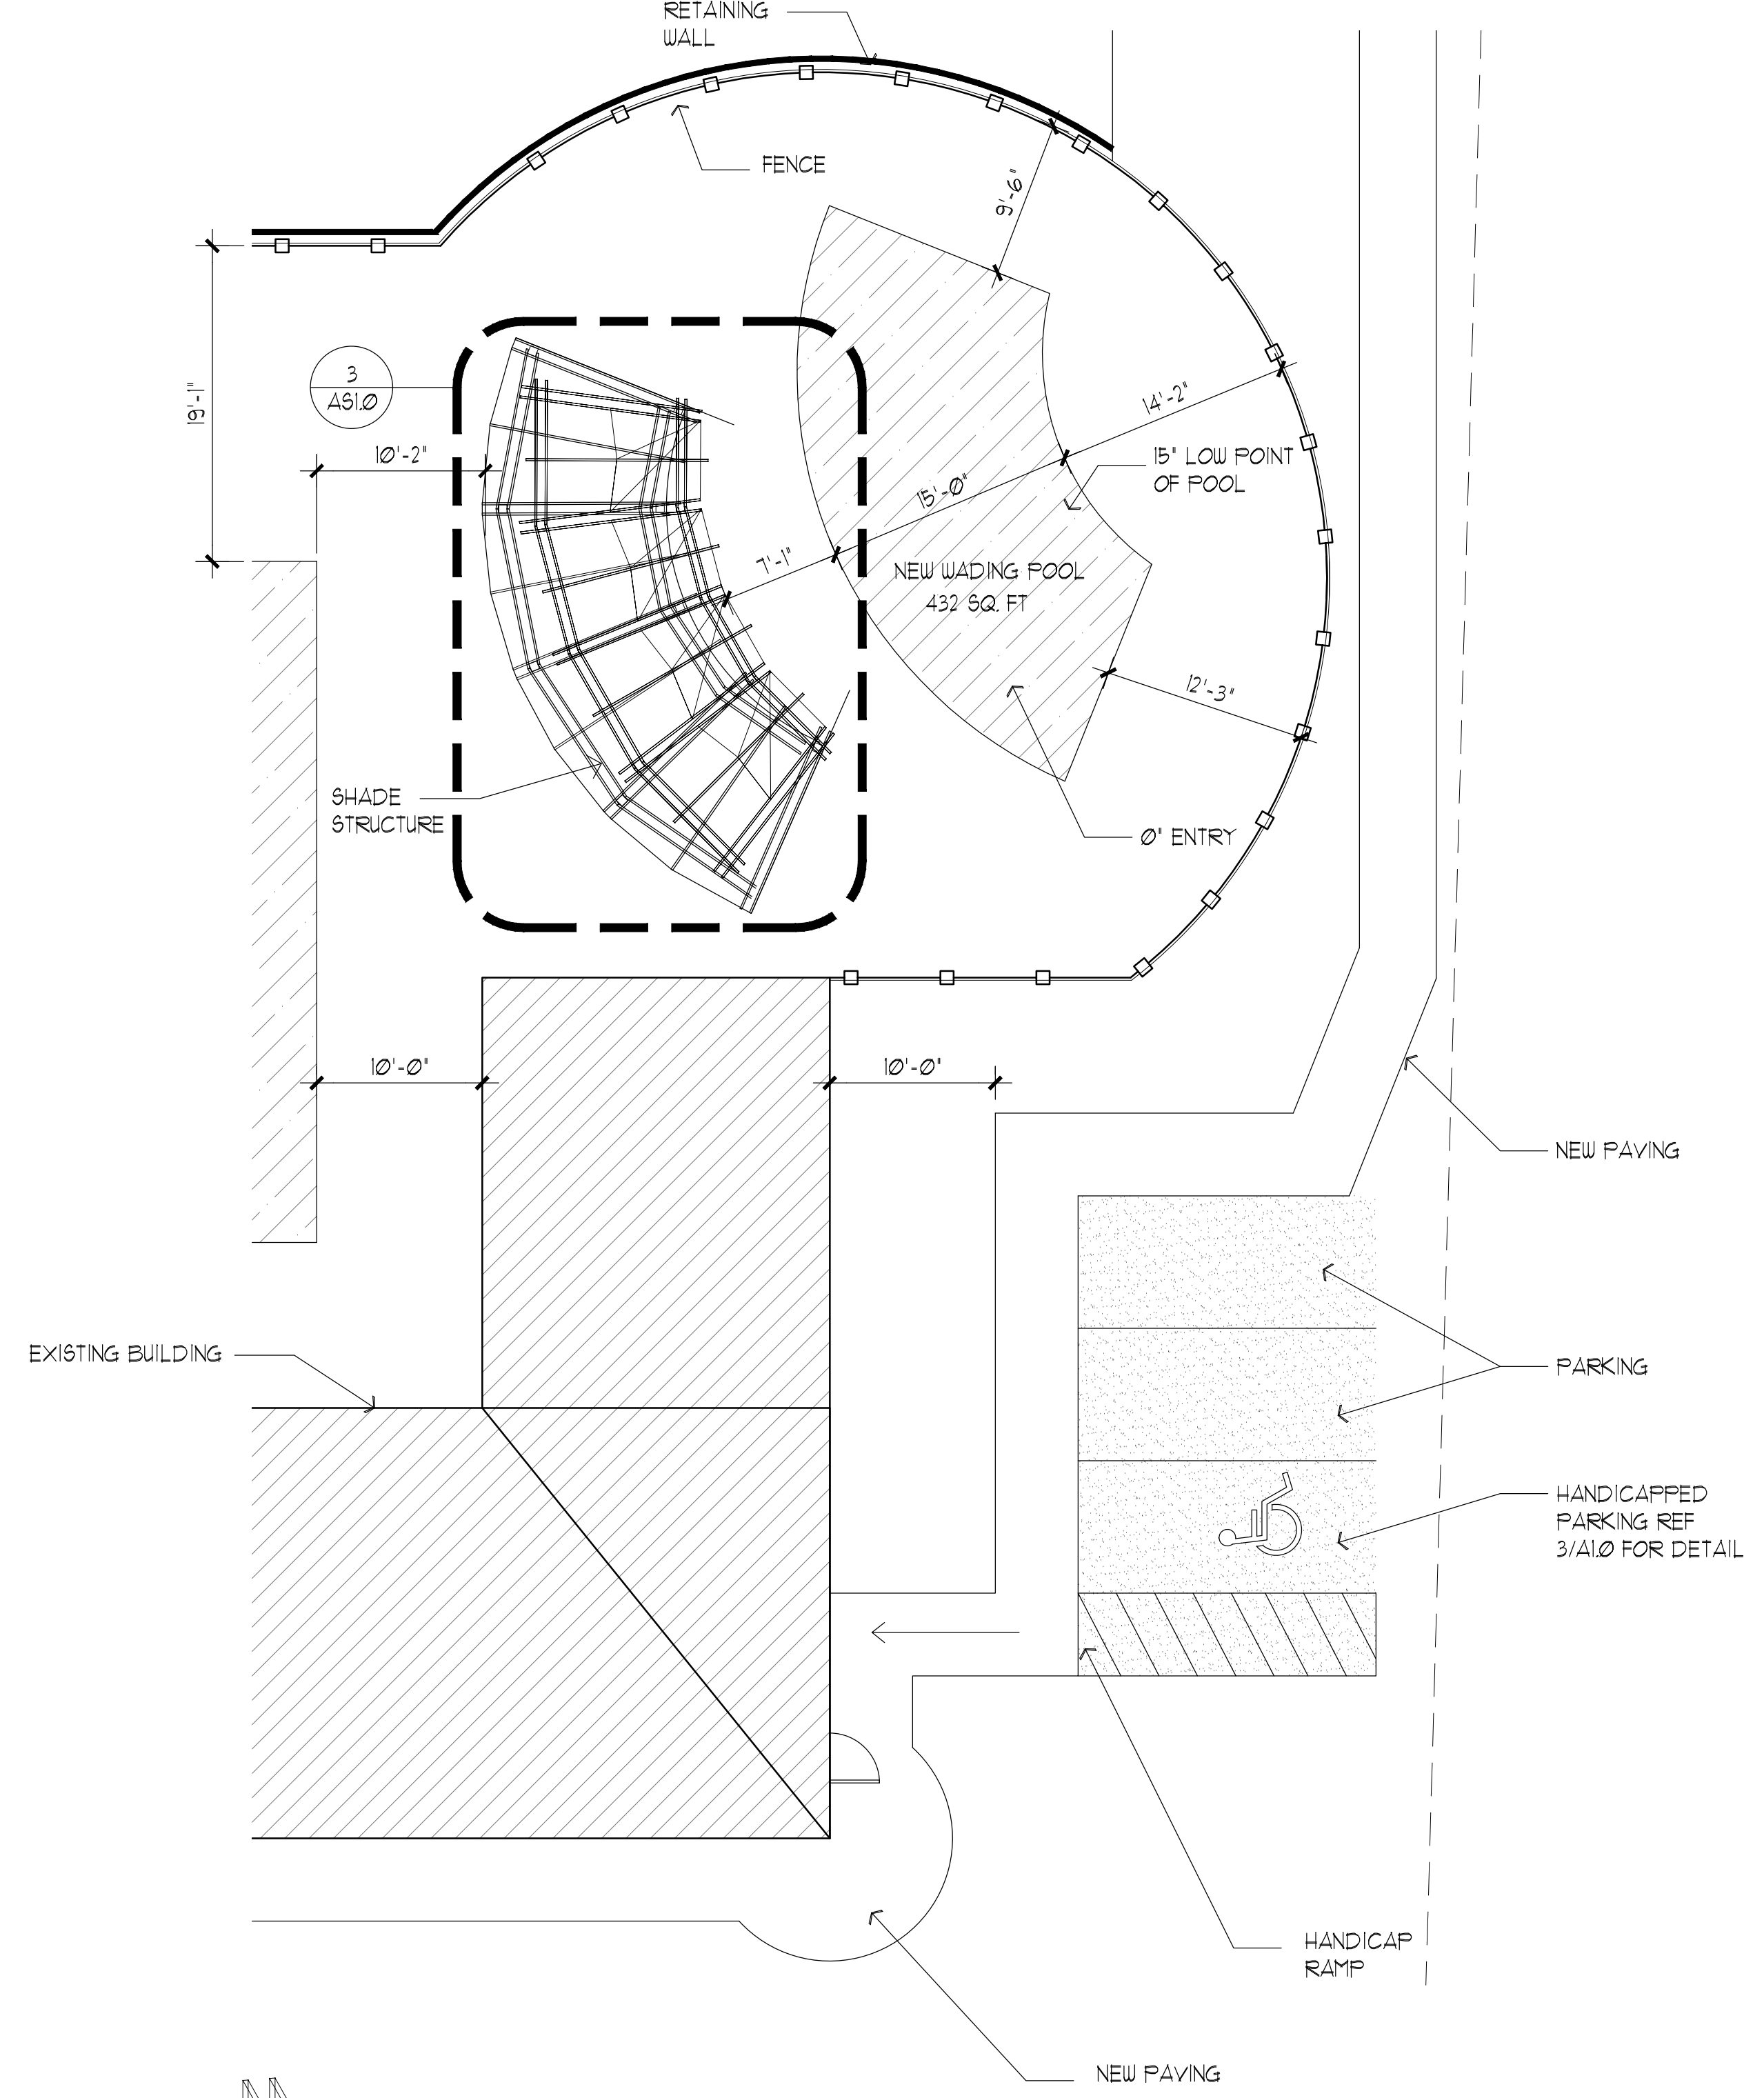 RETAINING
WALL
FENCE
9'-6"
19'-1"
3
AS1.0
10'-2"
14'-2"
15" LOW POINT
OF POOL
15'-0"
7'-1"
NEW WADING POOL
432 SQ. FT
12'-3"
SHADE
STRUCTURE
0" ENTRY
10'-0"
10'-0"
NEW PAVING
EXISTING BUILDING
PARKING
HANDICAPPED
PARKING REF
3/A1.0 FOR DETAIL
HANDICAP
RAMP
NEW PAVING